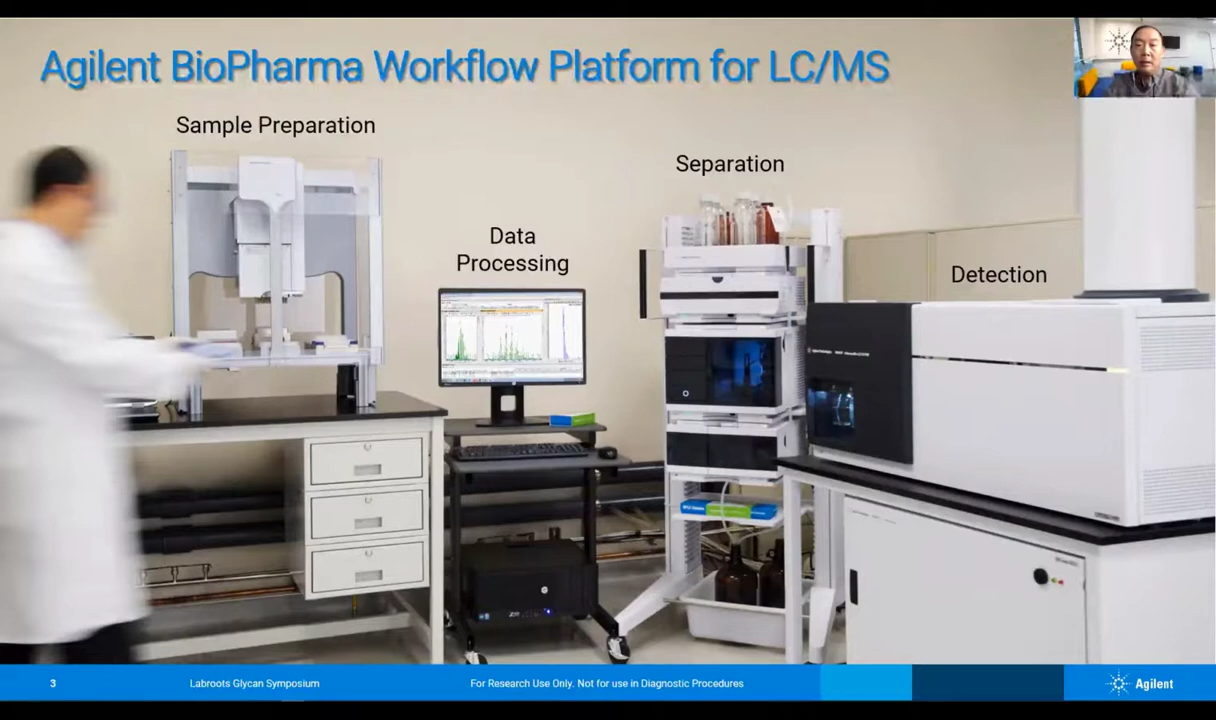 Agilent BioPharma Workflow Platform for LC/MS
Sample Preparation
Separation
Data
Processing
Detection
3
Labroots Glycan Symposium
For Research Use Only. Not for use in Diagnostic Procedures
Agilent